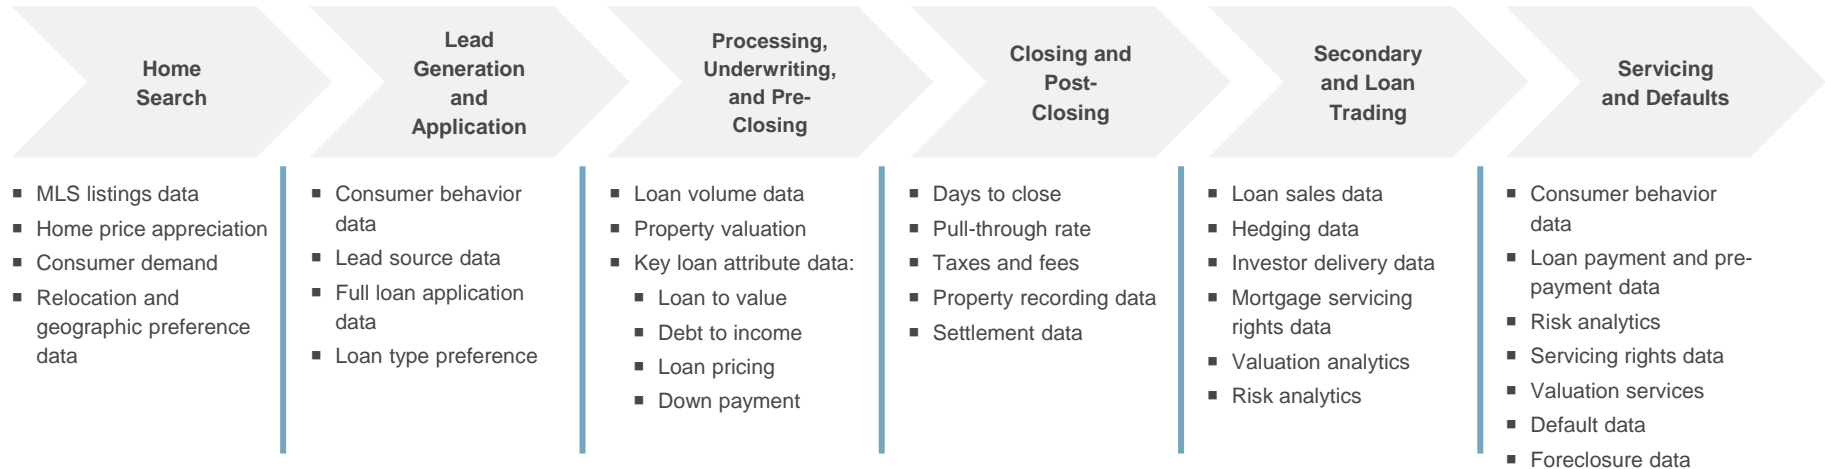 Home
Search
Lead
Generation
and
Application
Processing,
Underwriting,
and Pre-
Closing
Closing and
Post-
Closing
Secondary
and Loan
Trading
Servicing
and Defaults
▪ MLS listings data
▪ Home price appreciation
▪ Consumer demand
▪ Relocation and
geographic preference
data
▪ Consumer behavior
data
▪ Lead source data
▪ Full loan application
data
▪ Loan type preference
▪ Loan volume data
▪ Property valuation
▪ Key loan attribute data:
▪ Loan to value
▪ Debt to income
▪ Loan pricing
▪ Down payment
▪ Days to close
▪ Pull-through rate
▪ Taxes and fees
▪ Property recording data
▪ Settlement data
▪ Loan sales data
▪ Hedging data
▪ Investor delivery data
▪ Mortgage servicing
rights data
▪ Valuation analytics
▪ Risk analytics
▪ Consumer behavior
data
▪ Loan payment and pre-
payment data
▪ Risk analytics
▪ Servicing rights data
▪ Valuation services
▪ Default data
▪ Foreclosure data